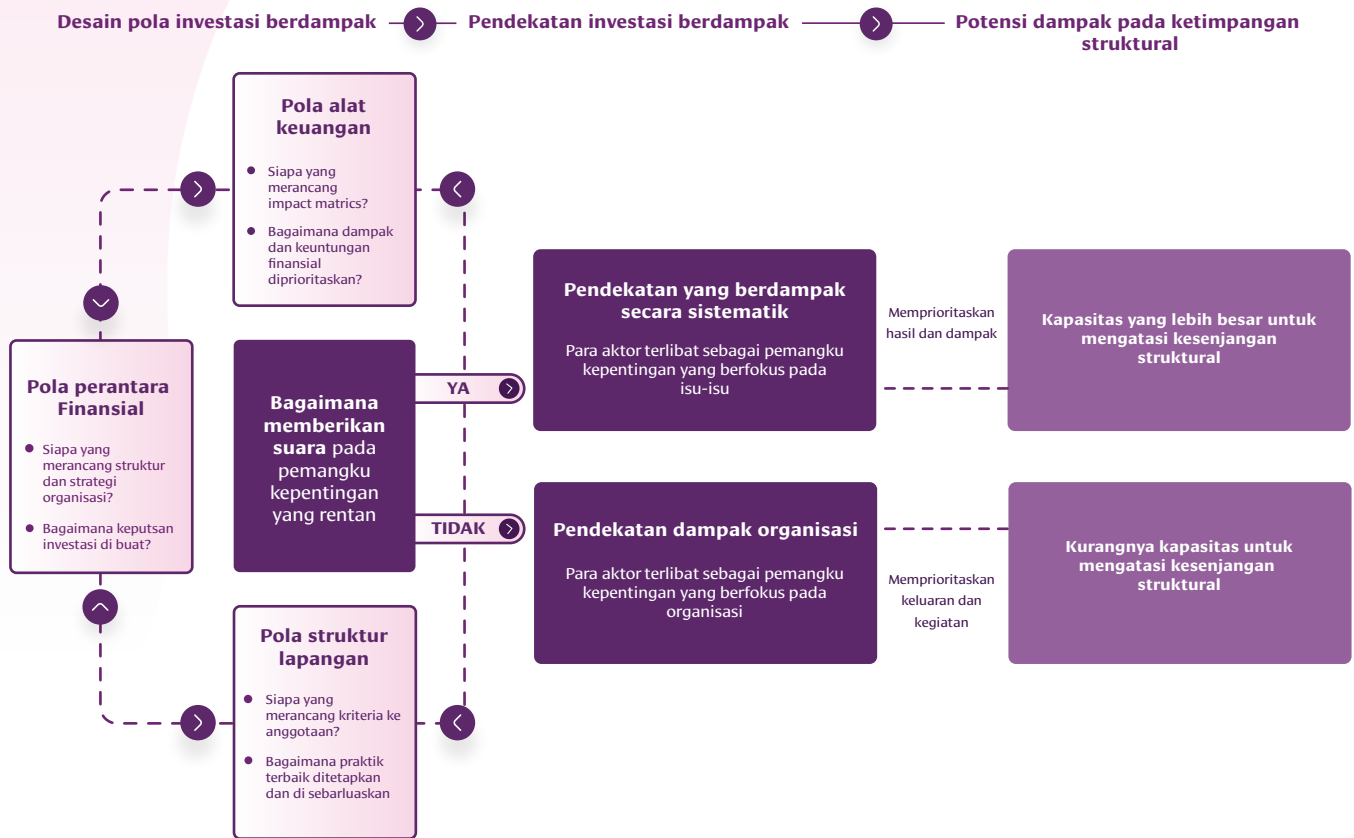 Desain pola investasi berdampak
Pendekatan investasi berdampak
Potensi dampak pada ketimpangan
struktural
Pola alat
keuangan
Siapa yang
merancang
impact matrics?
Bagaimana dampak
dan keuntungan
finansial
diprioritaskan?
Pola perantara
Finansial
Siapa yang
merancang struktur
dan strategi
organisasi?
Bagaimana keputsan
investasi di buat?
Bagaimana
memberikan
suara pada
pemangku
kepentingan
yang rentan
YA
TIDAK
Pola struktur
lapangan
Siapa yang
merancang kriteria ke
anggotaan?
Bagaimana praktik
terbaik ditetapkan
dan di sebarluaskan
Pendekatan yang berdampak
secara sistematik
Para aktor terlibat sebagai pemangku
kepentingan yang berfokus pada
isu-isu
Memprioritaskan
hasil dan dampak
Kapasitas yang lebih besar untuk
mengatasi kesenjangan
struktural
Pendekatan dampak organisasi
Para aktor terlibat sebagai pemangku
kepentingan yang berfokus pada
organisasi
Memprioritaskan
keluaran dan
kegiatan
Kurangnya kapasitas untuk
mengatasi kesenjangan
struktural